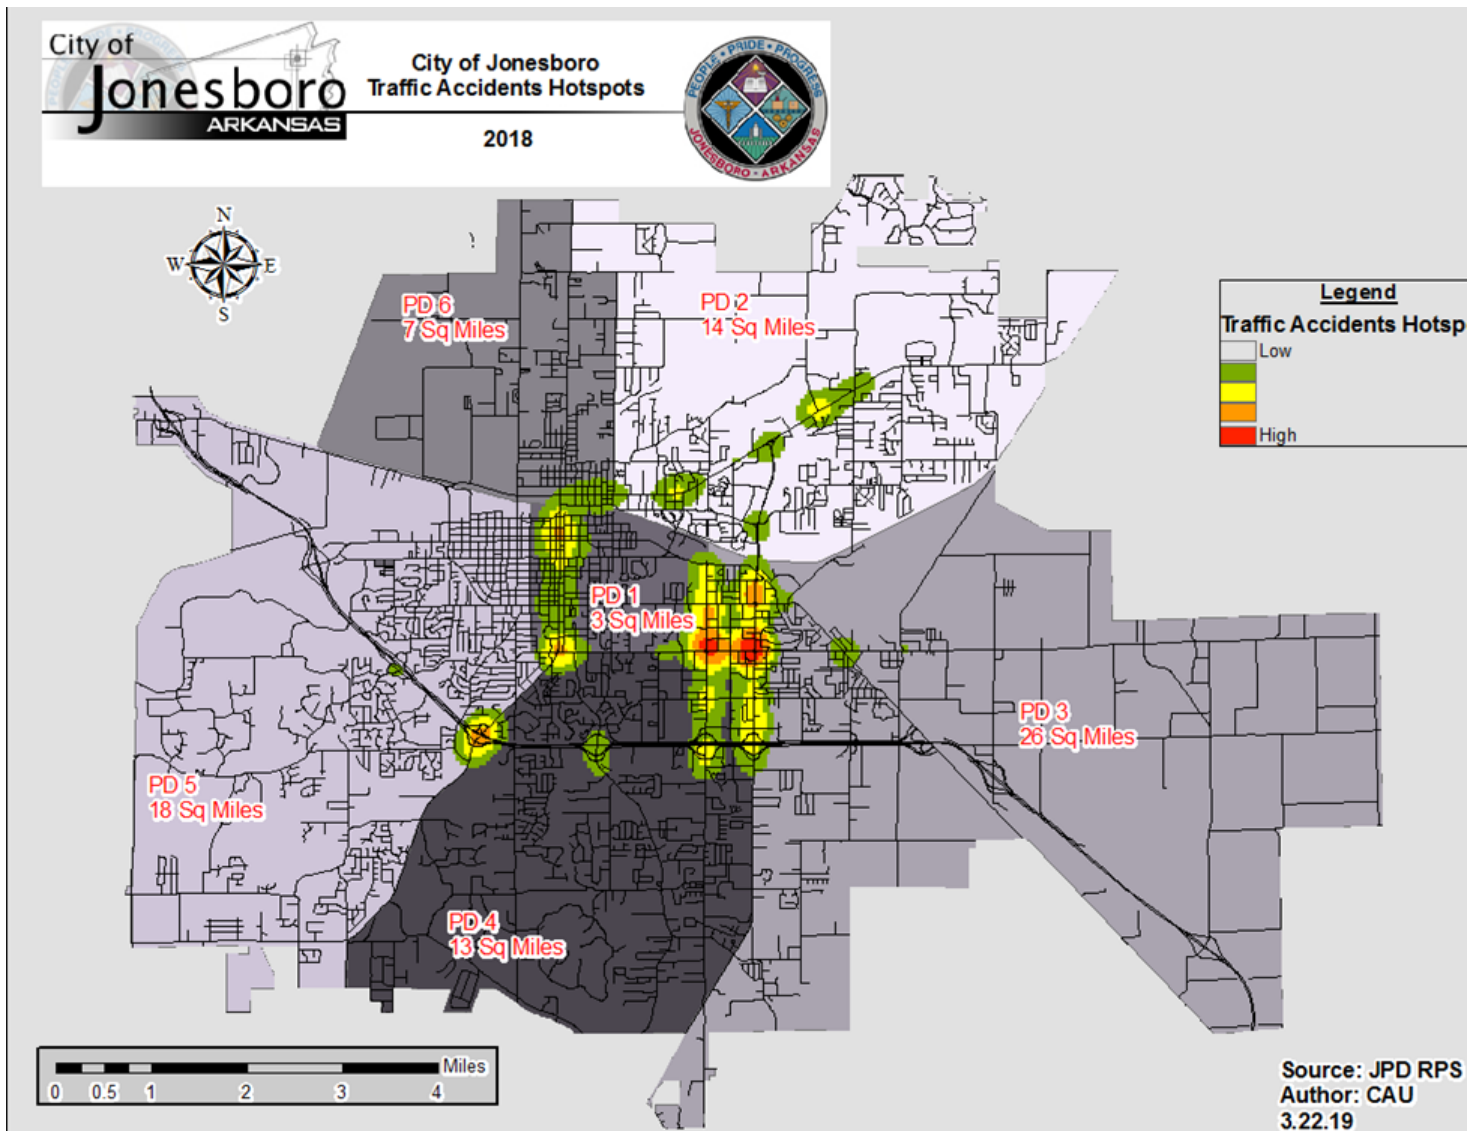 City of
Jonesboro
ARKANSAS
City of Jonesboro
Traffic Accidents Hotspots
2018
PEOPLE • PRIDE • PROGRESS
JONESBORO • ARKANSAS
N
W E
S
PD 6
7 Sq Miles
PD 2
14 Sq Miles
Legend
Traffic Accidents Hotsp
Low
High
PD 1
3 Sq Miles
PD 3
26 Sq Miles
PD 5
18 Sq Miles
PD 4
13 Sq Miles
Miles
0 0.5 1 2 3 4
Source: JPD RPS
Author: CAU
3.22.19